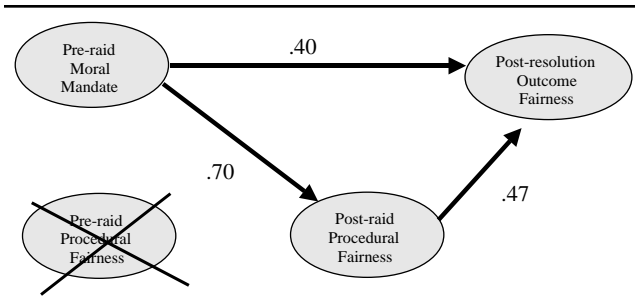 Pre-raid
Moral
Mandate
.40
Post-resolution
Outcome
Fairness
.70
.47
Pre-raid
Procedural
Fairness
Post-raid
Procedural
Fairness